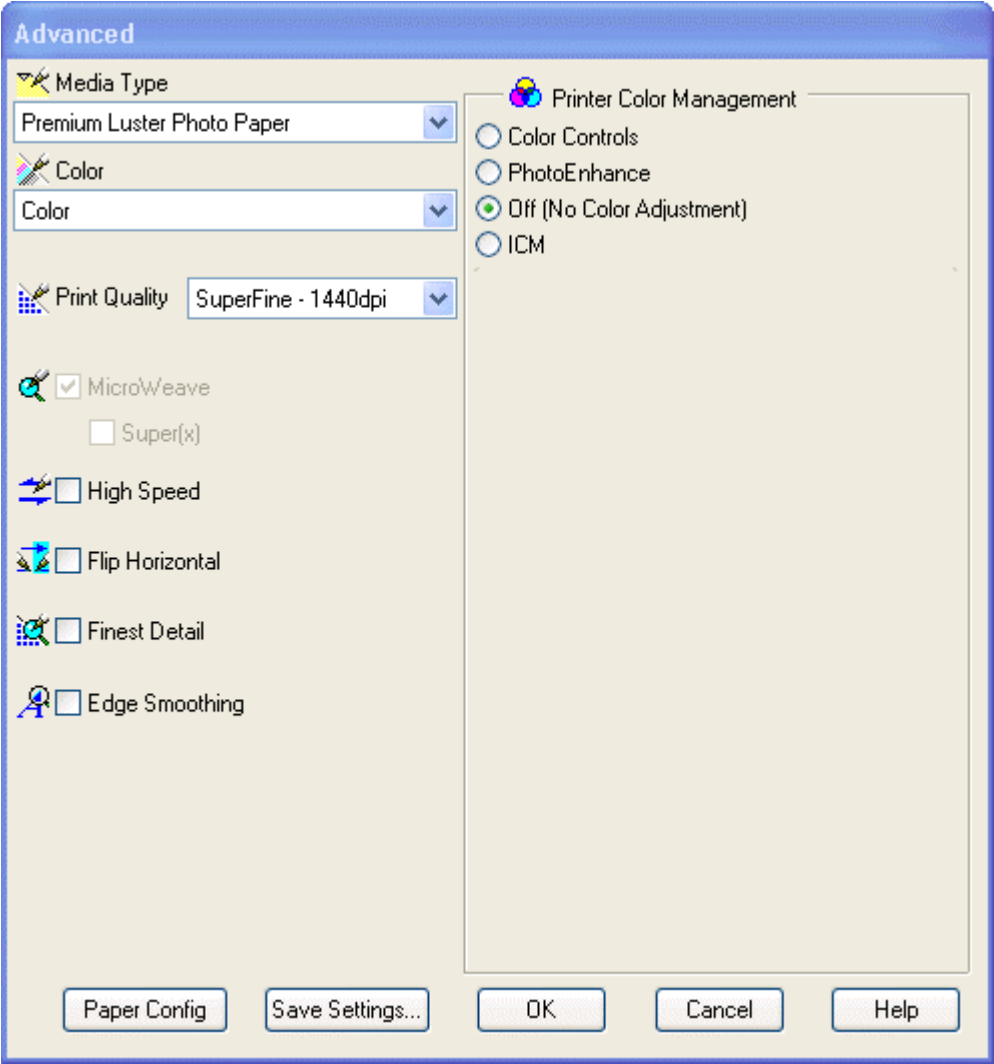 Advanced
Media Type
Premium Luster Photo Paper
Color
Color
Print Quality
SuperFine - 1440dpi
MicroWeave
Super(x)
High Speed
Flip Horizontal
Finest Detail
Edge Smoothing
Printer Color Management
Color Controls
PhotoEnhance
Off (No Color Adjustment)
ICM
Paper Config
Save Settings...
OK
Cancel
Help